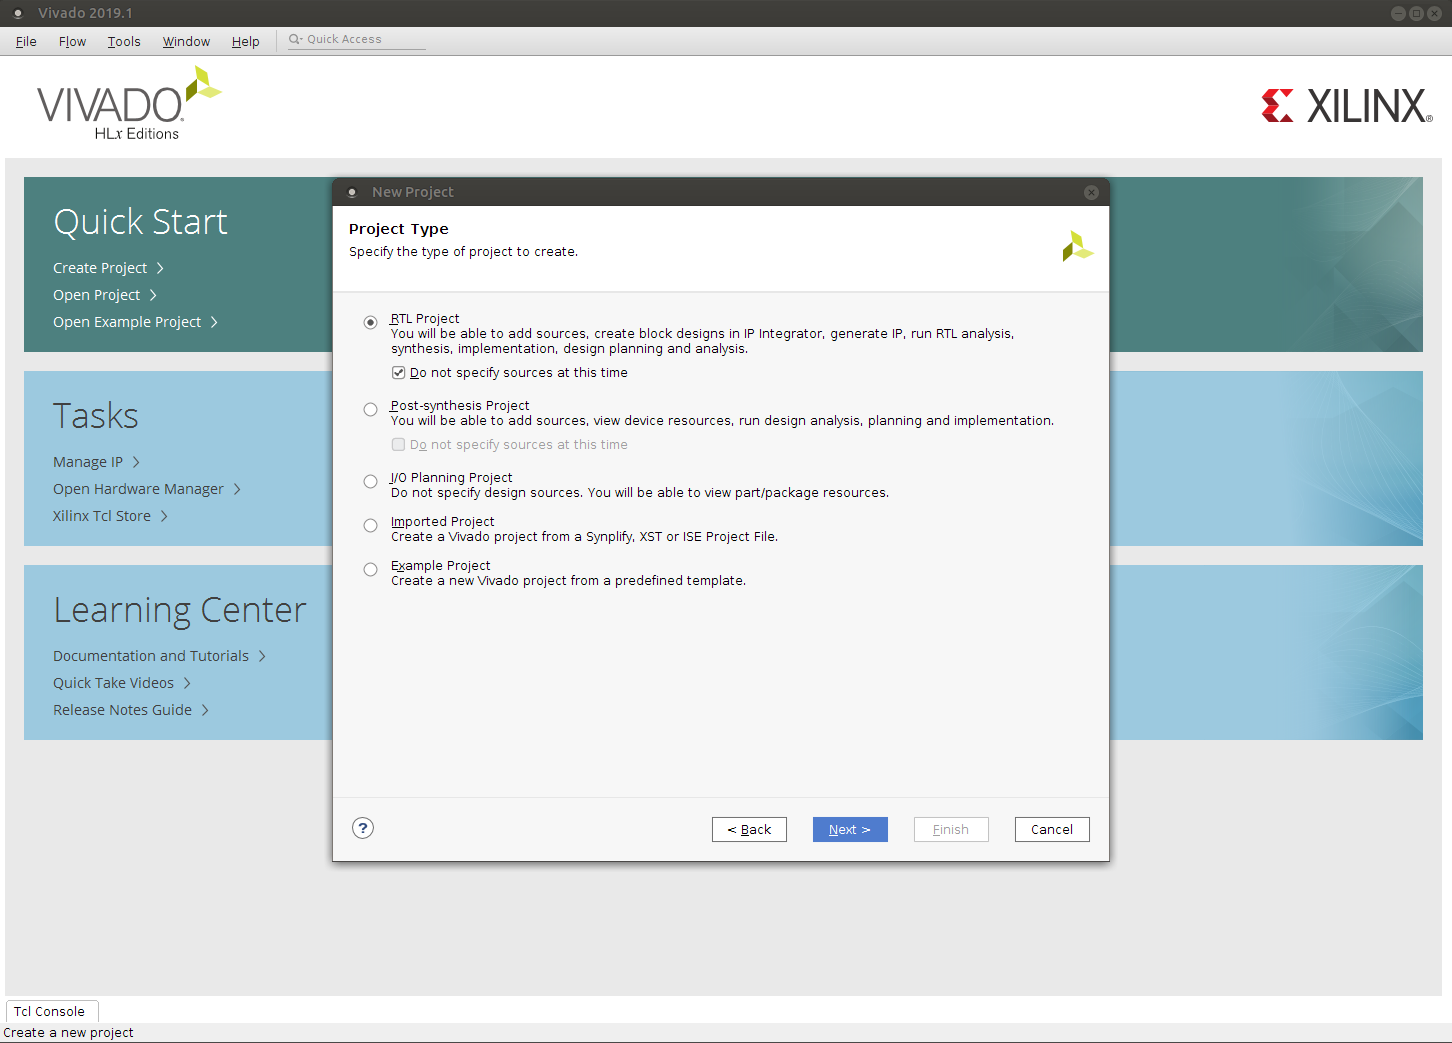 Vivado 2019.1
File Flow Tools Window Help Quick Access
VIVADO.
HLx Editions
XILINX®
Quick Start
Create Project
Open Project
Open Example Project
Tasks
Manage IP
Open Hardware Manager
Xilinx Tcl Store
Learning Center
Documentation and Tutorials
Quick Take Videos
Release Notes Guide
New Project
Project Type
Specify the type of project to create.
RTL Project
You will be able to add sources, create block designs in IP Integrator, generate IP, run RTL analysis,
synthesis, implementation, design planning and analysis.
Do not specify sources at this time
Post-synthesis Project
You will be able to add sources, view device resources, run design analysis, planning and implementation.
Do not specify sources at this time
I/O Planning Project
Do not specify design sources. You will be able to view part/package resources.
Imported Project
Create a Vivado project from a Synplify, XST or ISE Project File.
Example Project
Create a new Vivado project from a predefined template.
? < Back Next > Finish Cancel
Tcl Console
Create a new project